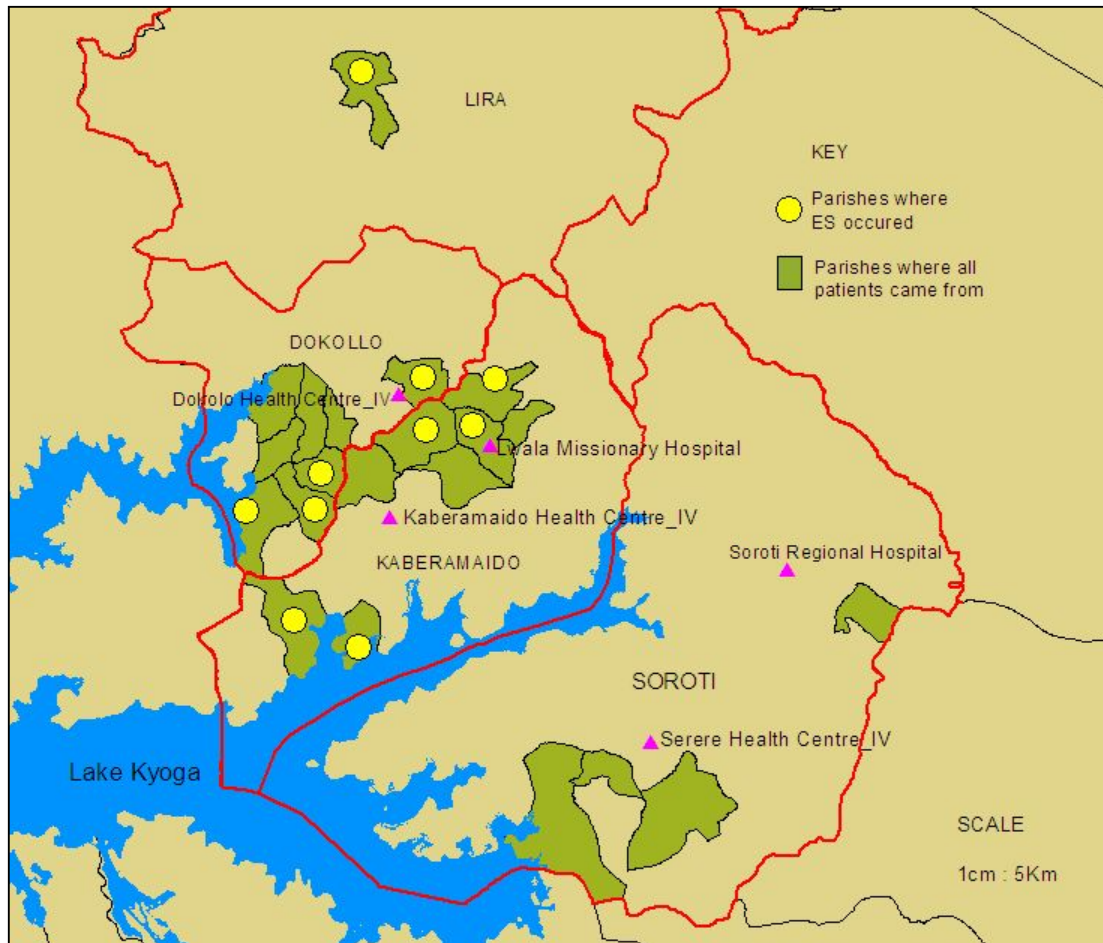 LIRA
KEY
Parishes where
ES occured
Parishes where all
patients came from
DOKOLLO
Dokolo Health Centre_IV
Lwala Missionary Hospital
Kaberamaido Health Centre_IV
Soroti Regional Hospital
KABERAMAIDO
SOROTI
Serere Health Centre_IV
Lake Kyoga
SCALE
1cm : 5Km